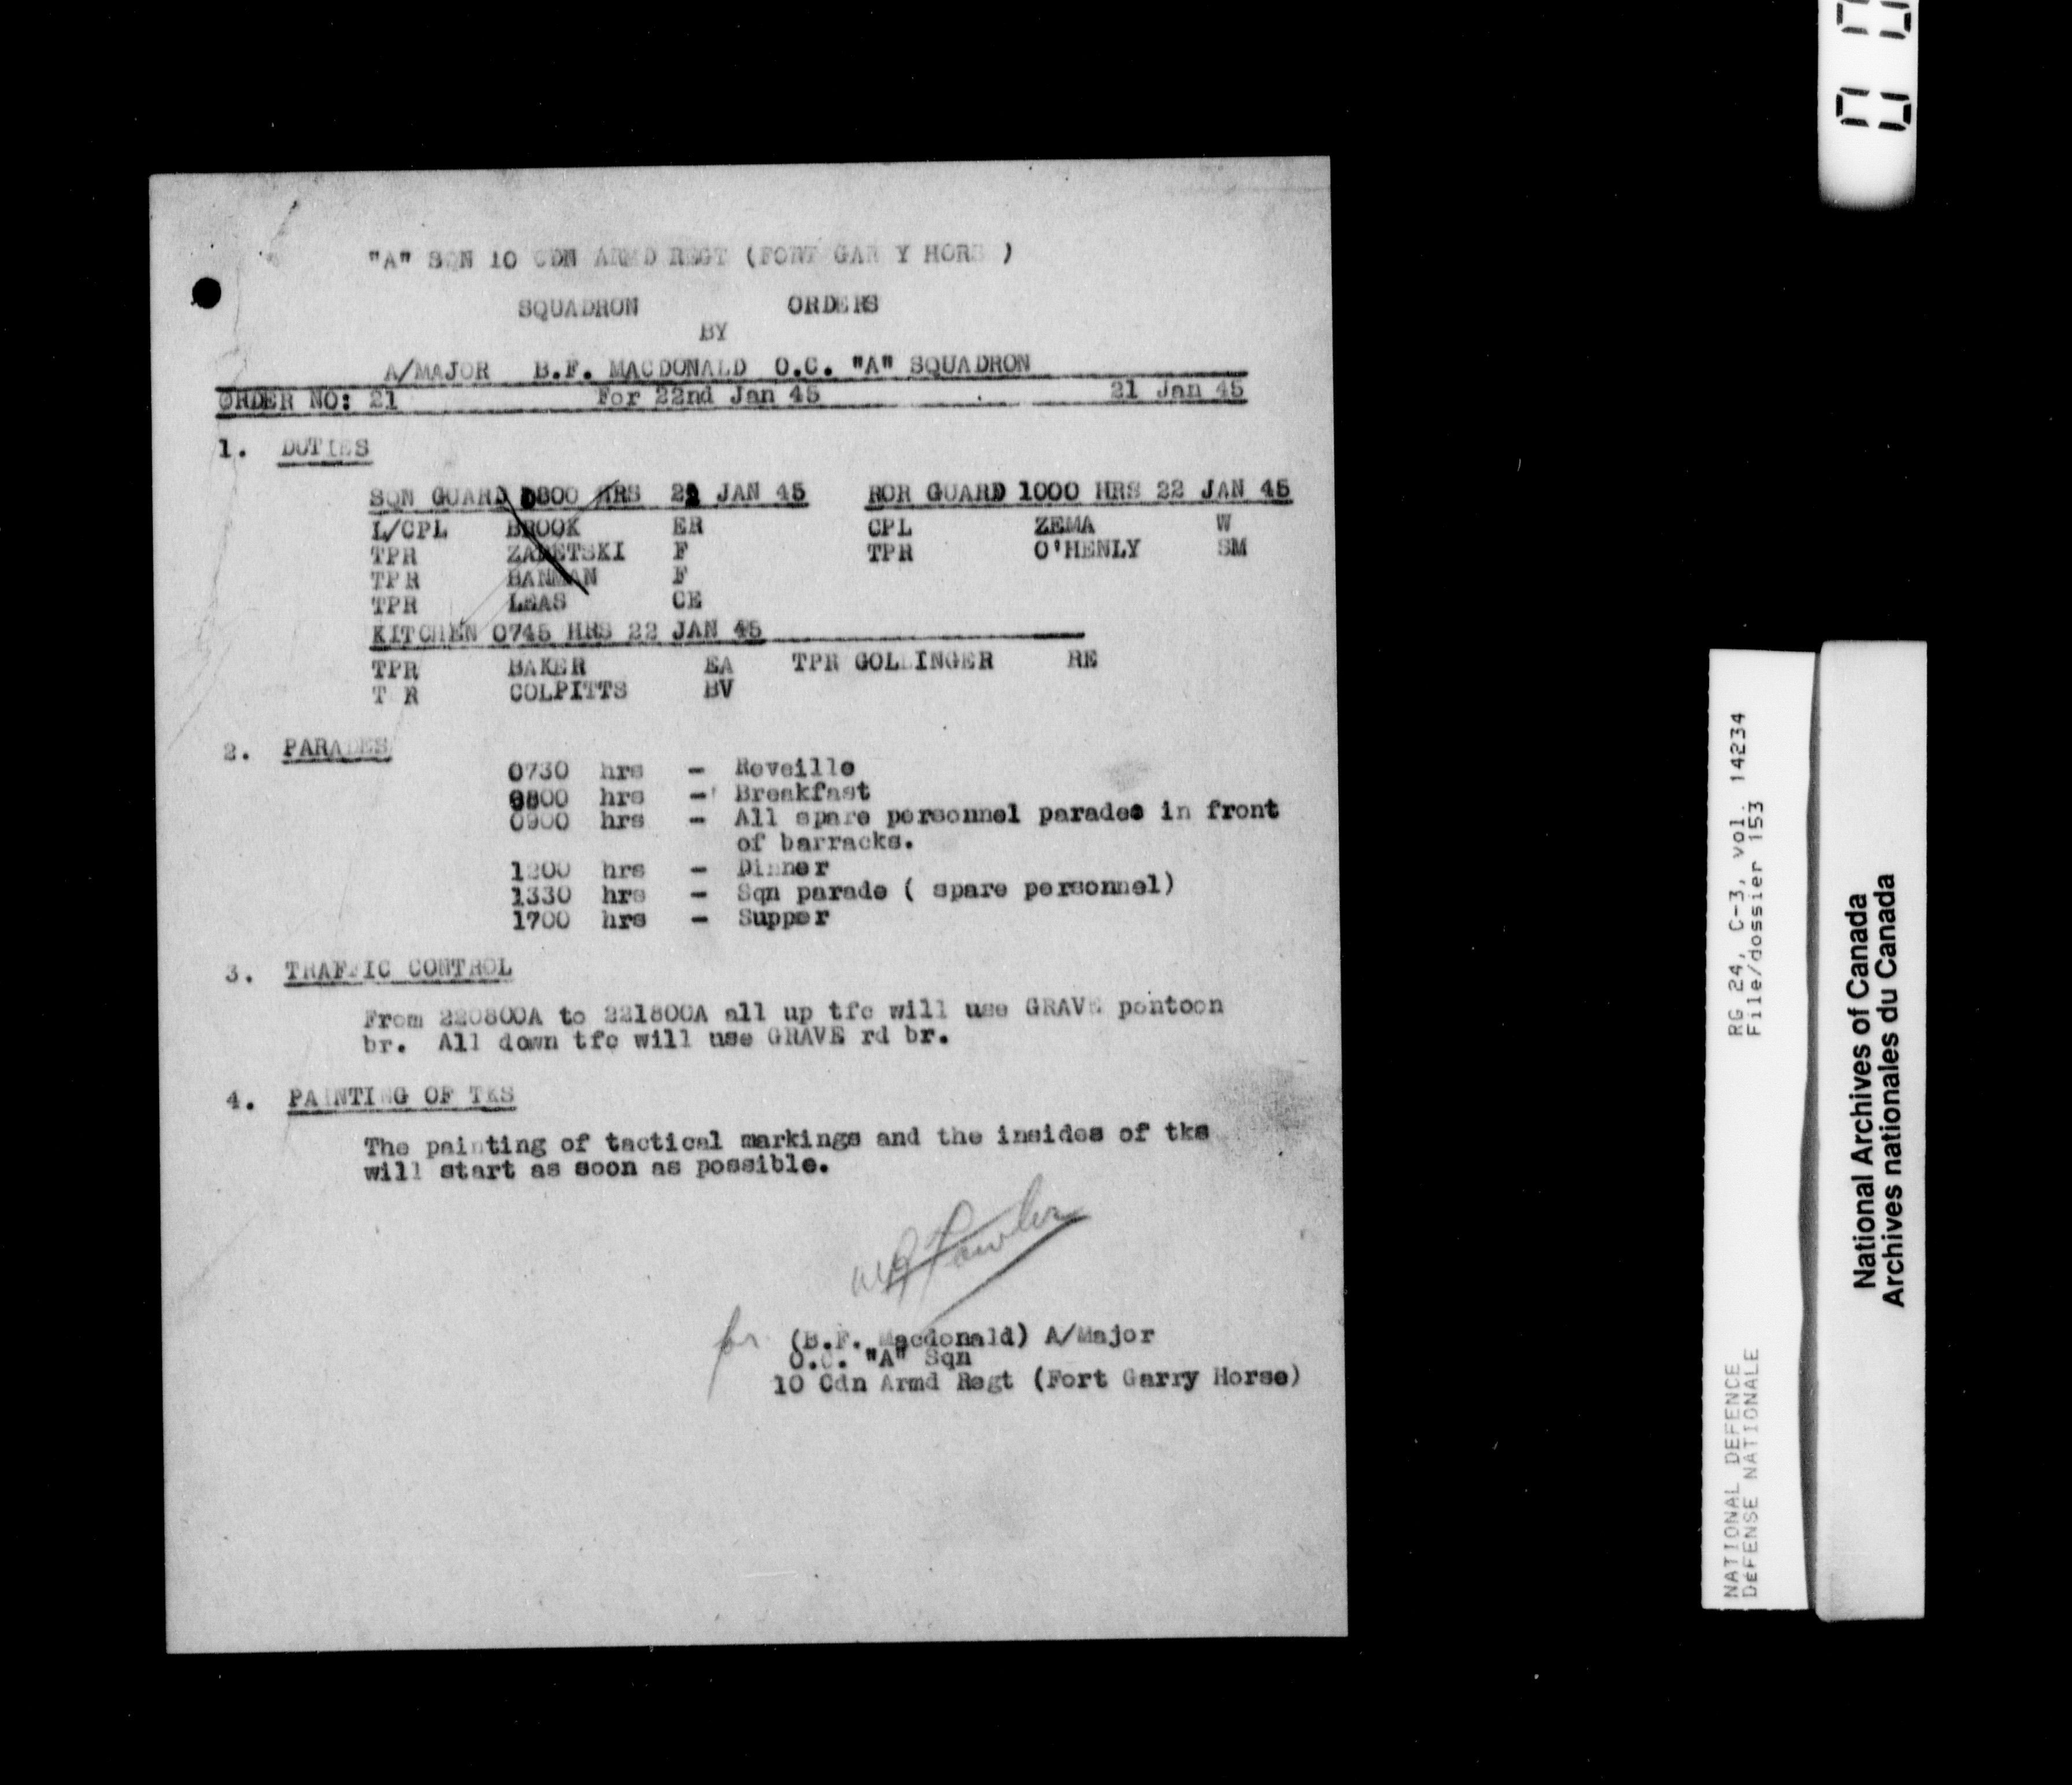 "A" SQN 10 CDN ARMD REGT (FORT GAR Y HORS )
SQUADRON ORDERS
BY
A/MAJOR B.F. MACDONALD O.C. "A" SQUADRON
ORDER NO: 21 For 22nd Jan 45 21 Jan 45
1. DUTIES
SQN GUARD 0800 HRS 22 JAN 45 ROR GUARD 1000 HRS 22 JAN 45
L/CPL BROOK ER CPL ZEMA W
TPR ZADETSKI F TPR O'HENLY SM
TPR BANMAN F
TPR LEAS CE
KITCHEN 0745 HRS 22 JAN 45
TPR BAKER EA TPR GOLLINGER RE
T R COLPITTS BV
2. PARADES
0730 hrs - Reveille
0800 hrs - Breakfast
0900 hrs - All spare personnel parades in front
of barracks.
1200 hrs - Dinner
1330 hrs - Sqn parade ( spare personnel)
1700 hrs - Supper
3. TRAFFIC CONTROL
From 220800A to 221800A all up tfc will use GRAVE pontoon
br. All down tfc will use GRAVE rd br.
4. PAINTING OF TKS
The painting of tactical markings and the insides of tks
will start as soon as possible.
for (B.F. Macdonald) A/Major
O.C. "A" Sqn
10 Cdn Armd Regt (Fort Garry Horse)
RG 24, C-3, vol. 14234
File/dossier 153
NATIONAL DEFENCE
DÉFENSE NATIONALE
National Archives of Canada
Archives nationales du Canada